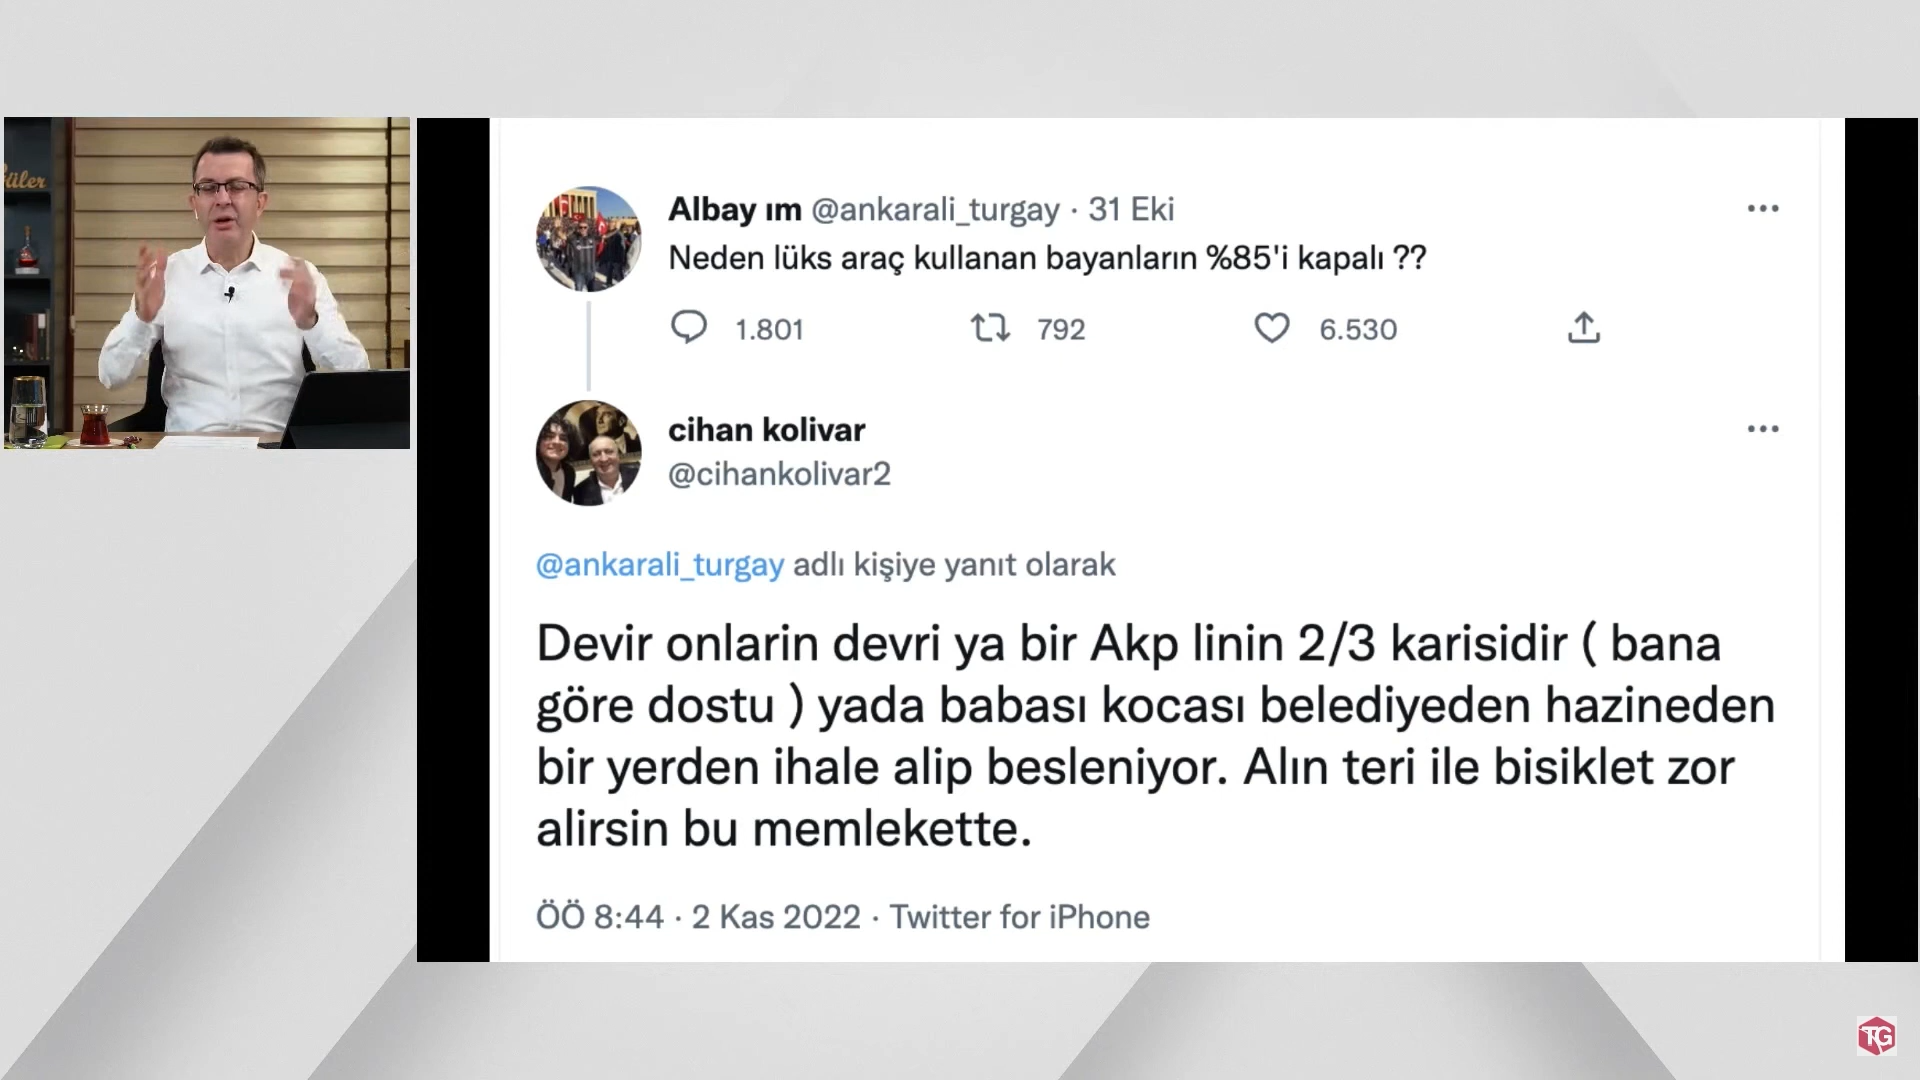 üler
Albay ım @ankarali_turgay · 31 Eki
Neden lüks araç kullanan bayanların %85'i kapalı ??
1.801 792 6.530
cihan kolivar
@cihankolivar2
@ankarali_turgay adlı kişiye yanıt olarak
Devir onlarin devri ya bir Akp linin 2/3 karisidir ( bana
göre dostu ) yada babası kocası belediyeden hazineden
bir yerden ihale alip besleniyor. Alın teri ile bisiklet zor
alirsin bu memlekette.
ÖÖ 8:44 · 2 Kas 2022 · Twitter for iPhone
TG